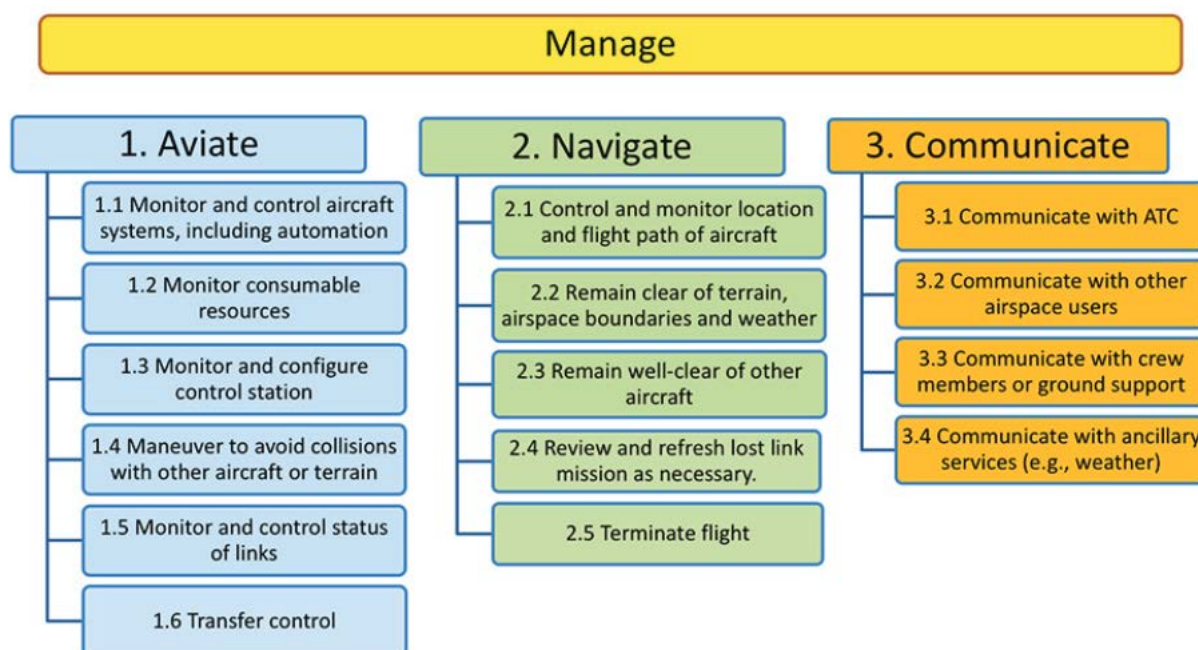 Manage
1. Aviate
1.1 Monitor and control aircraft
systems, including automation
1.2 Monitor consumable
resources
1.3 Monitor and configure
control station
1.4 Maneuver to avoid collisions
with other aircraft or terrain
1.5 Monitor and control status
of links
1.6 Transfer control
2. Navigate
2.1 Control and monitor location
and flight path of aircraft
2.2 Remain clear of terrain,
airspace boundaries and weather
2.3 Remain well-clear of other
aircraft
2.4 Review and refresh lost link
mission as necessary.
2.5 Terminate flight
3. Communicate
3.1 Communicate with ATC
3.2 Communicate with other
airspace users
3.3 Communicate with crew
members or ground support
3.4 Communicate with ancillary
services (e.g., weather)